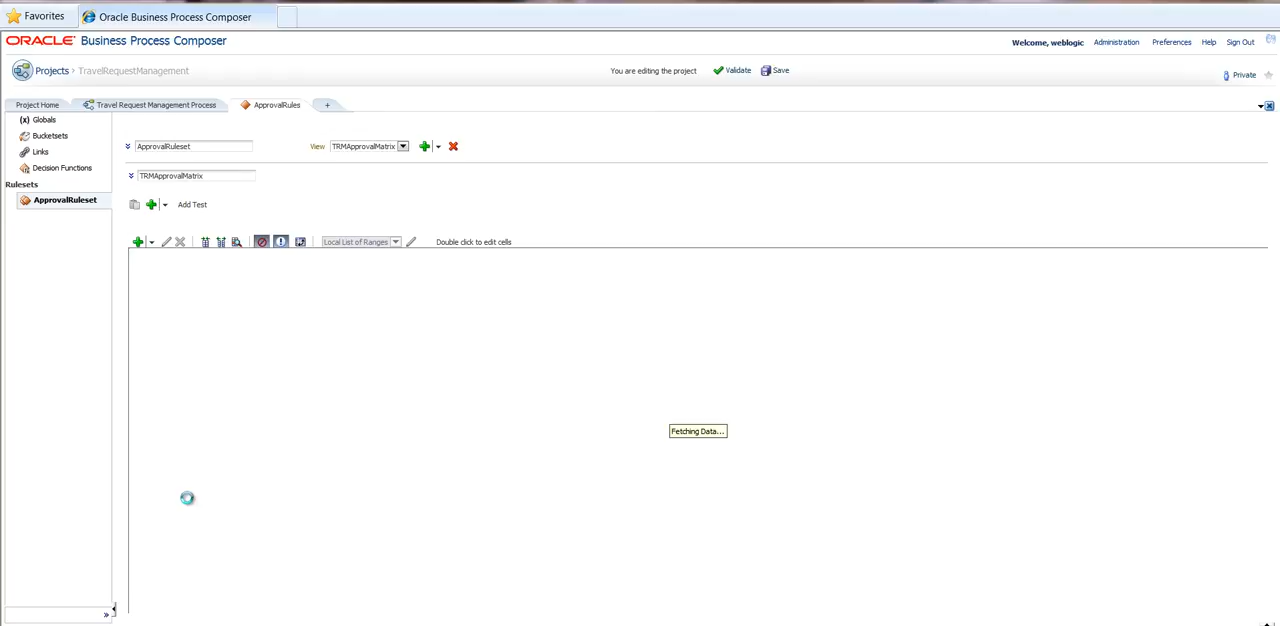 Favorites
Oracle Business Process Composer
ORACLE Business Process Composer
Welcome, weblogic Administration Preferences Help Sign Out
Projects › TravelRequestManagement
You are editing the project Validate Save
Private
Project Home Travel Request Management Process ApprovalRules +
(x) Globals
Bucketsets
Links
Decision Functions
Rulesets
ApprovalRuleset
ApprovalRuleset View TRMApprovalMatrix
TRMApprovalMatrix
Add Test
Local List of Ranges Double click to edit cells
Fetching Data...